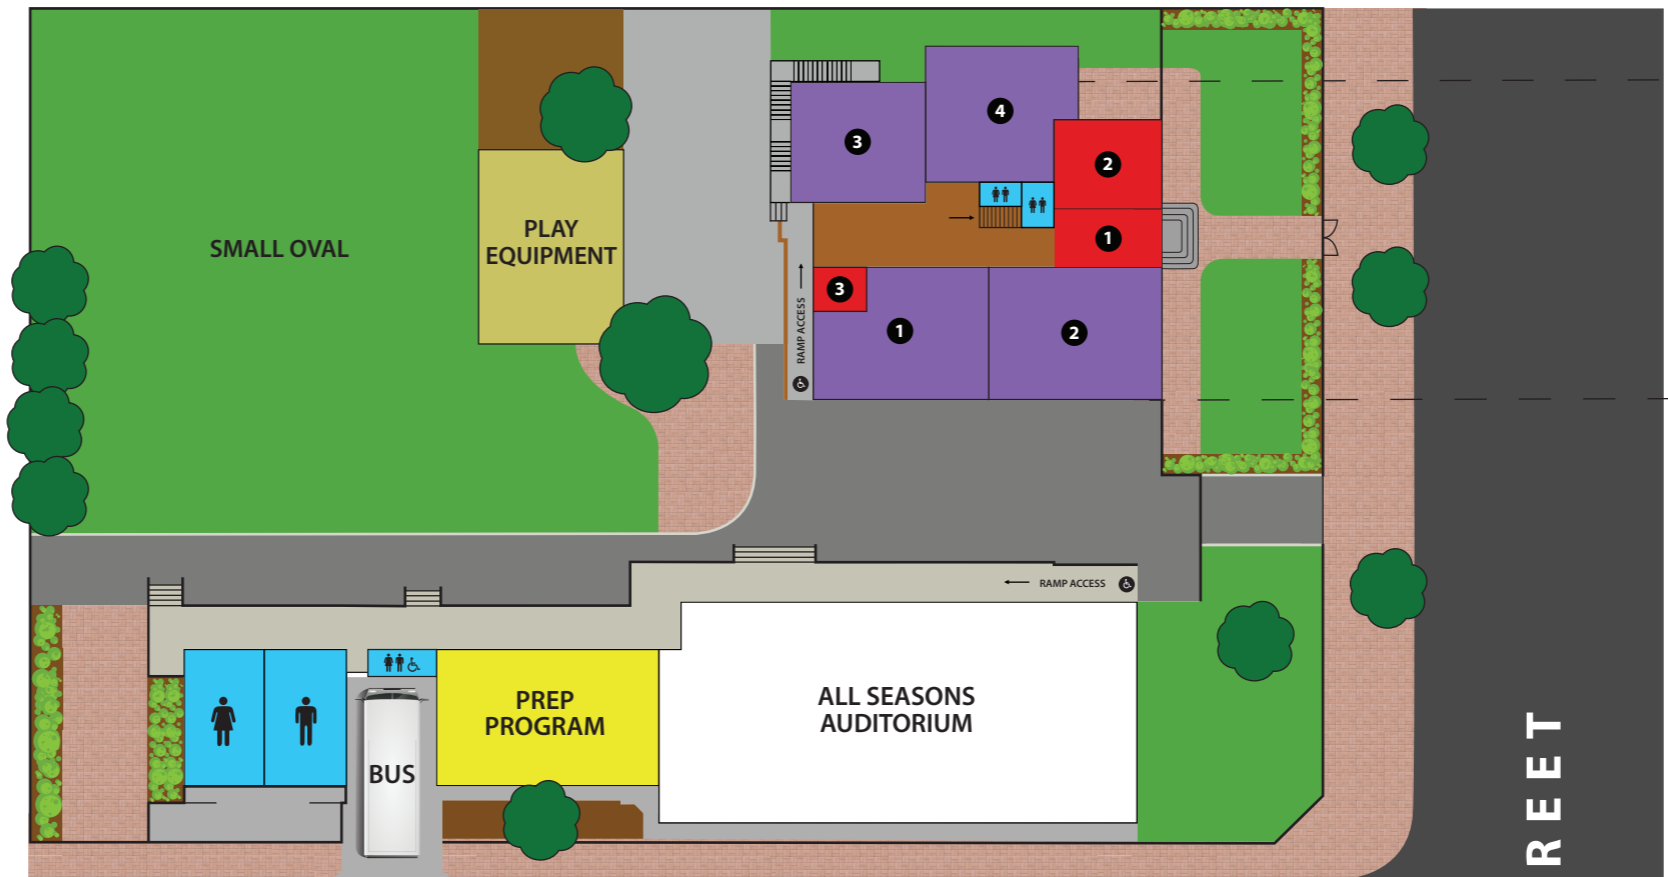 SMALL OVAL
PLAY
EQUIPMENT
3
4
2
1
3
1
2
RAMP ACCESS
RAMP ACCESS
PREP
PROGRAM
ALL SEASONS
AUDITORIUM
BUS
REET